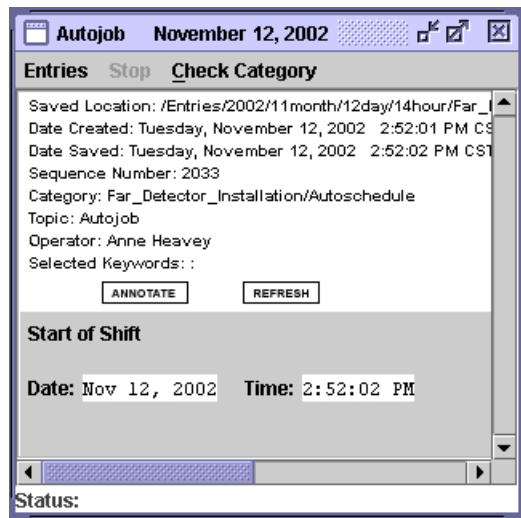 Autojob November 12, 2002
Entries Stop Check Category
Saved Location: /Entries/2002/11month/12day/14hour/Far_
Date Created: Tuesday, November 12, 2002 2:52:01 PM CS
Date Saved: Tuesday, November 12, 2002 2:52:02 PM CST
Sequence Number: 2033
Category: Far_Detector_Installation/Autoschedule
Topic: Autojob
Operator: Anne Heavey
Selected Keywords: :
ANNOTATE REFRESH
Start of Shift
Date: Nov 12, 2002 Time: 2:52:02 PM
Status: